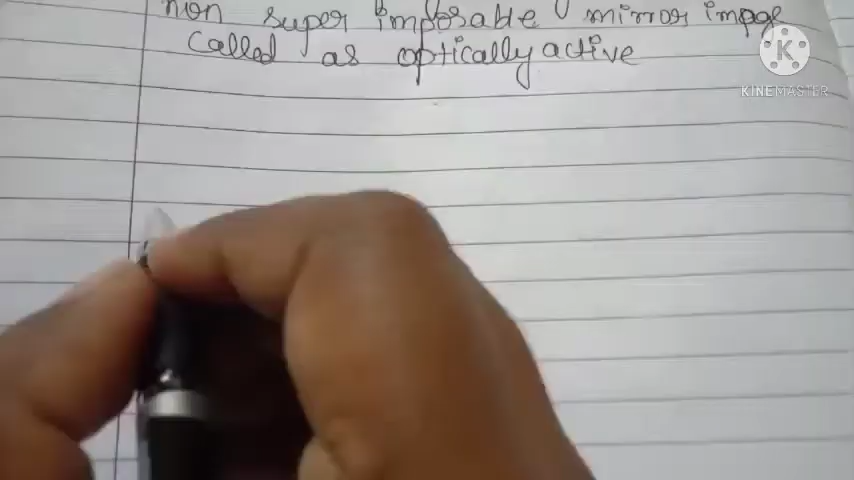 non super imposable mirror image
called as optically active
KINEMASTER